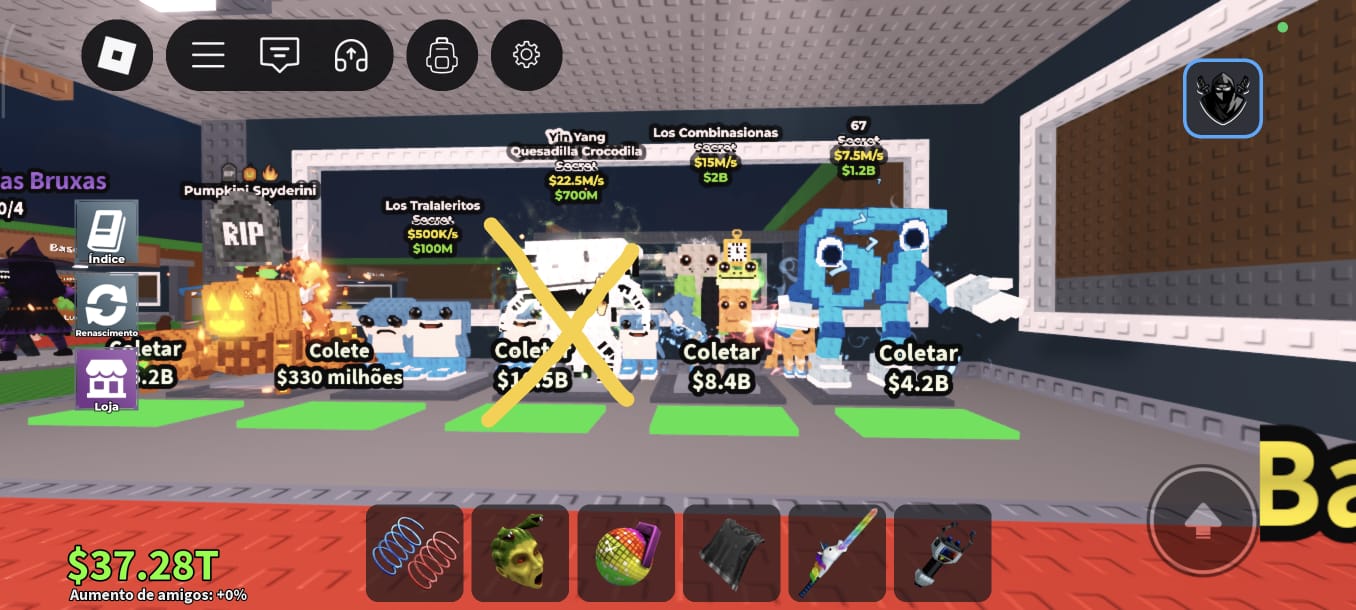 as Bruxas
0/4
Índice
Renascimento
Loja
RIP
Pumpkini Spyderini
Los Tralaleritos
Secret
$500K/s
$100M
Yin Yang
Quesadilla Crocodila
Secret
$22.5M/s
$700M
Los Combinasionas
Secret
$15M/s
$2B
67
Secret
$7.5M/s
$1.2B
67
Coletar
.2B
Colete
$330 milhões
Coletar
Coletar
$8.4B
Coletar
$4.2B
Ba
$37.28T
Aumento de amigos: +0%